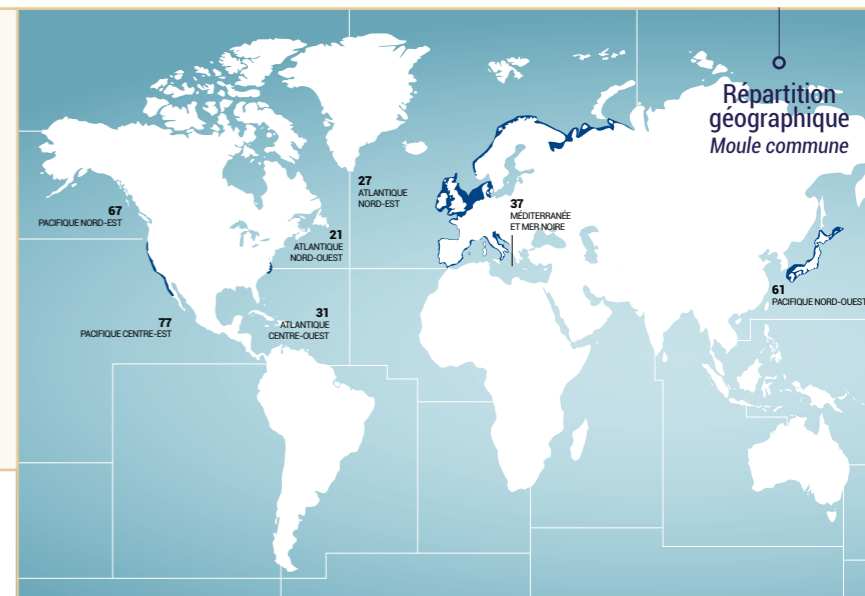 Répartition
géographique
Moule commune
27
ATLANTIQUE
NORD-EST
67
PACIFIQUE NORD-EST
37
MÉDITERRANÉE
ET MER NOIRE
21
ATLANTIQUE
NORD-OUEST
61
PACIFIQUE NORD-OUEST
77
PACIFIQUE CENTRE-EST
31
ATLANTIQUE
CENTRE-OUEST